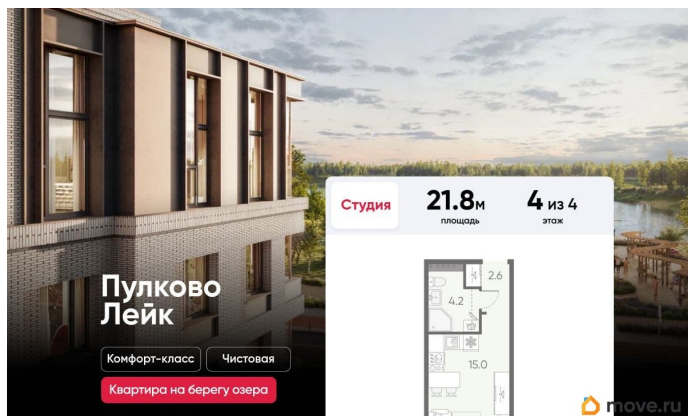 Студия
21.8м
площадь
4 из 4
этаж
2.6
4.2
15.0
Пулково
Лейк
Комфорт-класс
Чистовая
Квартира на берегу озера
move.ru